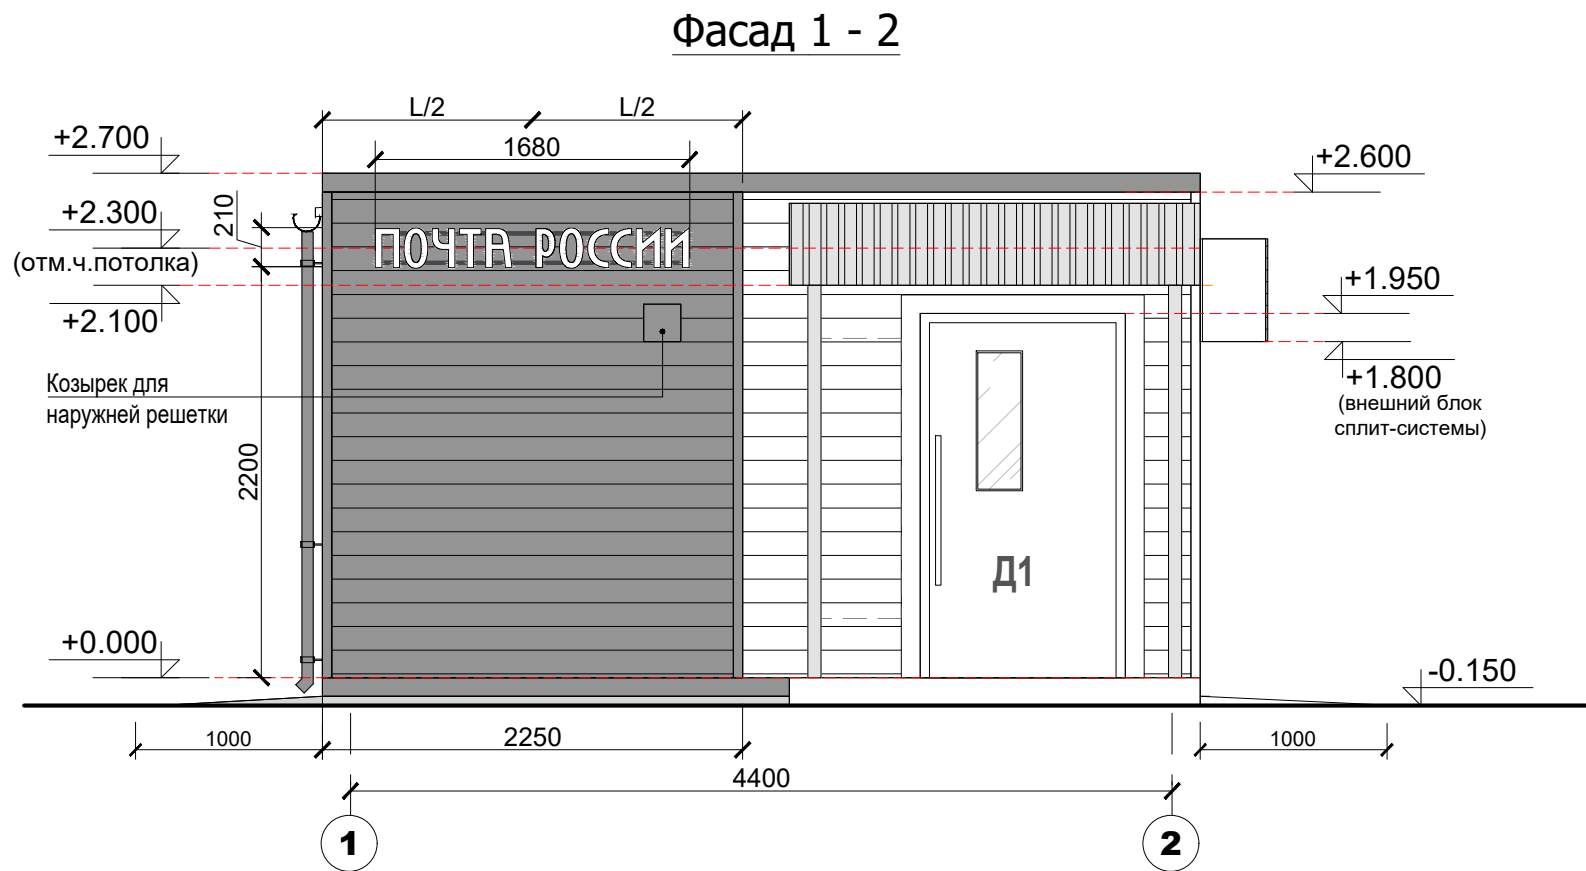 Фасад 1 - 2
L/2
L/2
+2.700
1680
+2.600
+2.300
210
(отм.ч.потолка)
ПОЧТА РОССИИ
+1.950
+2.100
Козырек для
наружней решетки
+1.800
(внешний блок
сплит-системы)
2200
Д1
+0.000
-0.150
1000
2250
1000
4400
1
2